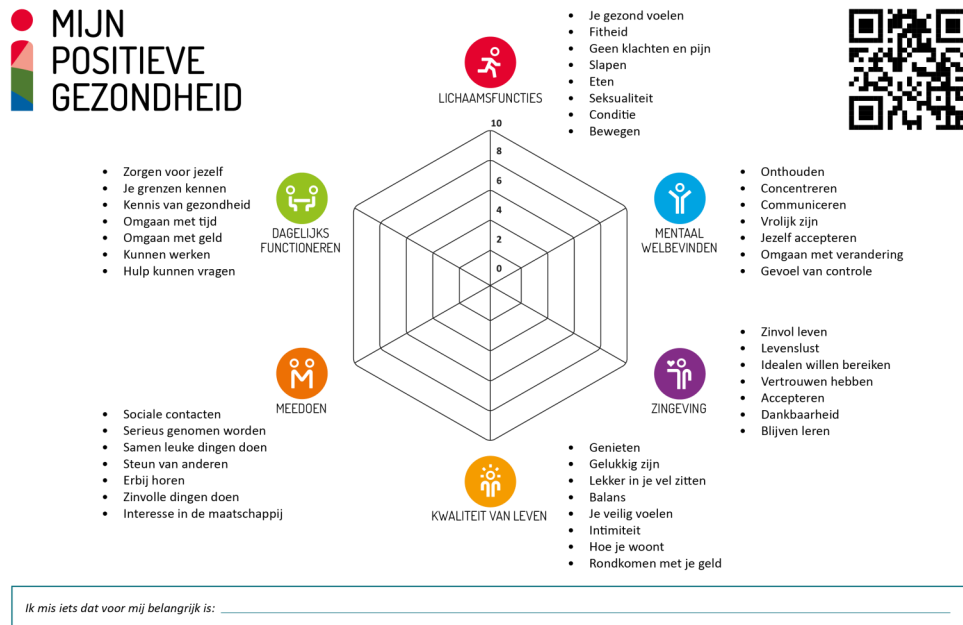 MIJN
POSITIEVE
GEZONDHEID
LICHAAMSFUNCTIES
• Je gezond voelen
• Fitheid
• Geen klachten en pijn
• Slapen
• Eten
• Seksualiteit
• Conditie
• Bewegen
10
8
6
4
2
0
• Zorgen voor jezelf
• Je grenzen kennen
• Kennis van gezondheid
• Omgaan met tijd
• Omgaan met geld
• Kunnen werken
• Hulp kunnen vragen
DAGELIJKS
FUNCTIONEREN
MENTAAL
WELBEVINDEN
• Onthouden
• Concentreren
• Communiceren
• Vrolijk zijn
• Jezelf accepteren
• Omgaan met verandering
• Gevoel van controle
MEEDOEN
• Sociale contacten
• Serieus genomen worden
• Samen leuke dingen doen
• Steun van anderen
• Erbij horen
• Zinvolle dingen doen
• Interesse in de maatschappij
ZINGEVING
• Zinvol leven
• Levenslust
• Idealen willen bereiken
• Vertrouwen hebben
• Accepteren
• Dankbaarheid
• Blijven leren
KWALITEIT VAN LEVEN
• Genieten
• Gelukkig zijn
• Lekker in je vel zitten
• Balans
• Je veilig voelen
• Intimiteit
• Hoe je woont
• Rondkomen met je geld
Ik mis iets dat voor mij belangrijk is: